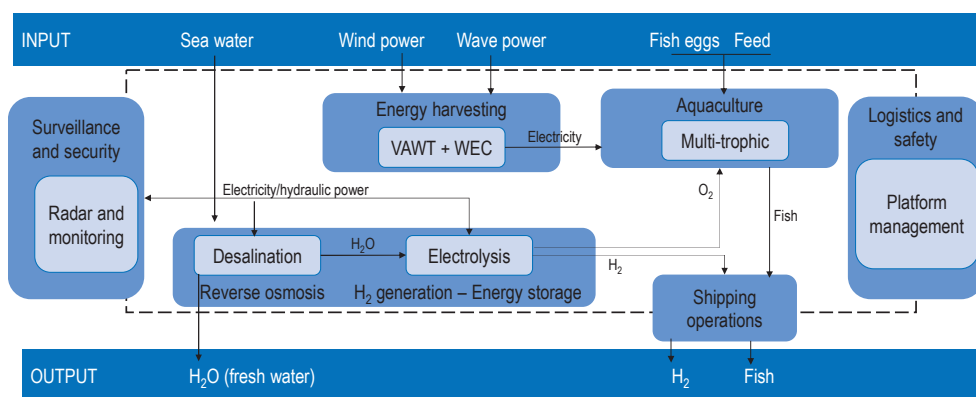 INPUT
Sea water
Wind power
Wave power
Fish eggs Feed
Surveillance
and security
Radar and
monitoring
Energy harvesting
VAWT + WEC
Electricity
Aquaculture
Multi-trophic
Logistics and
safety
Platform
management
Electricity/hydraulic power
O₂
Fish
Desalination
H₂O
Electrolysis
H₂
Reverse osmosis
H₂ generation – Energy storage
Shipping
operations
OUTPUT
H₂O (fresh water)
H₂
Fish